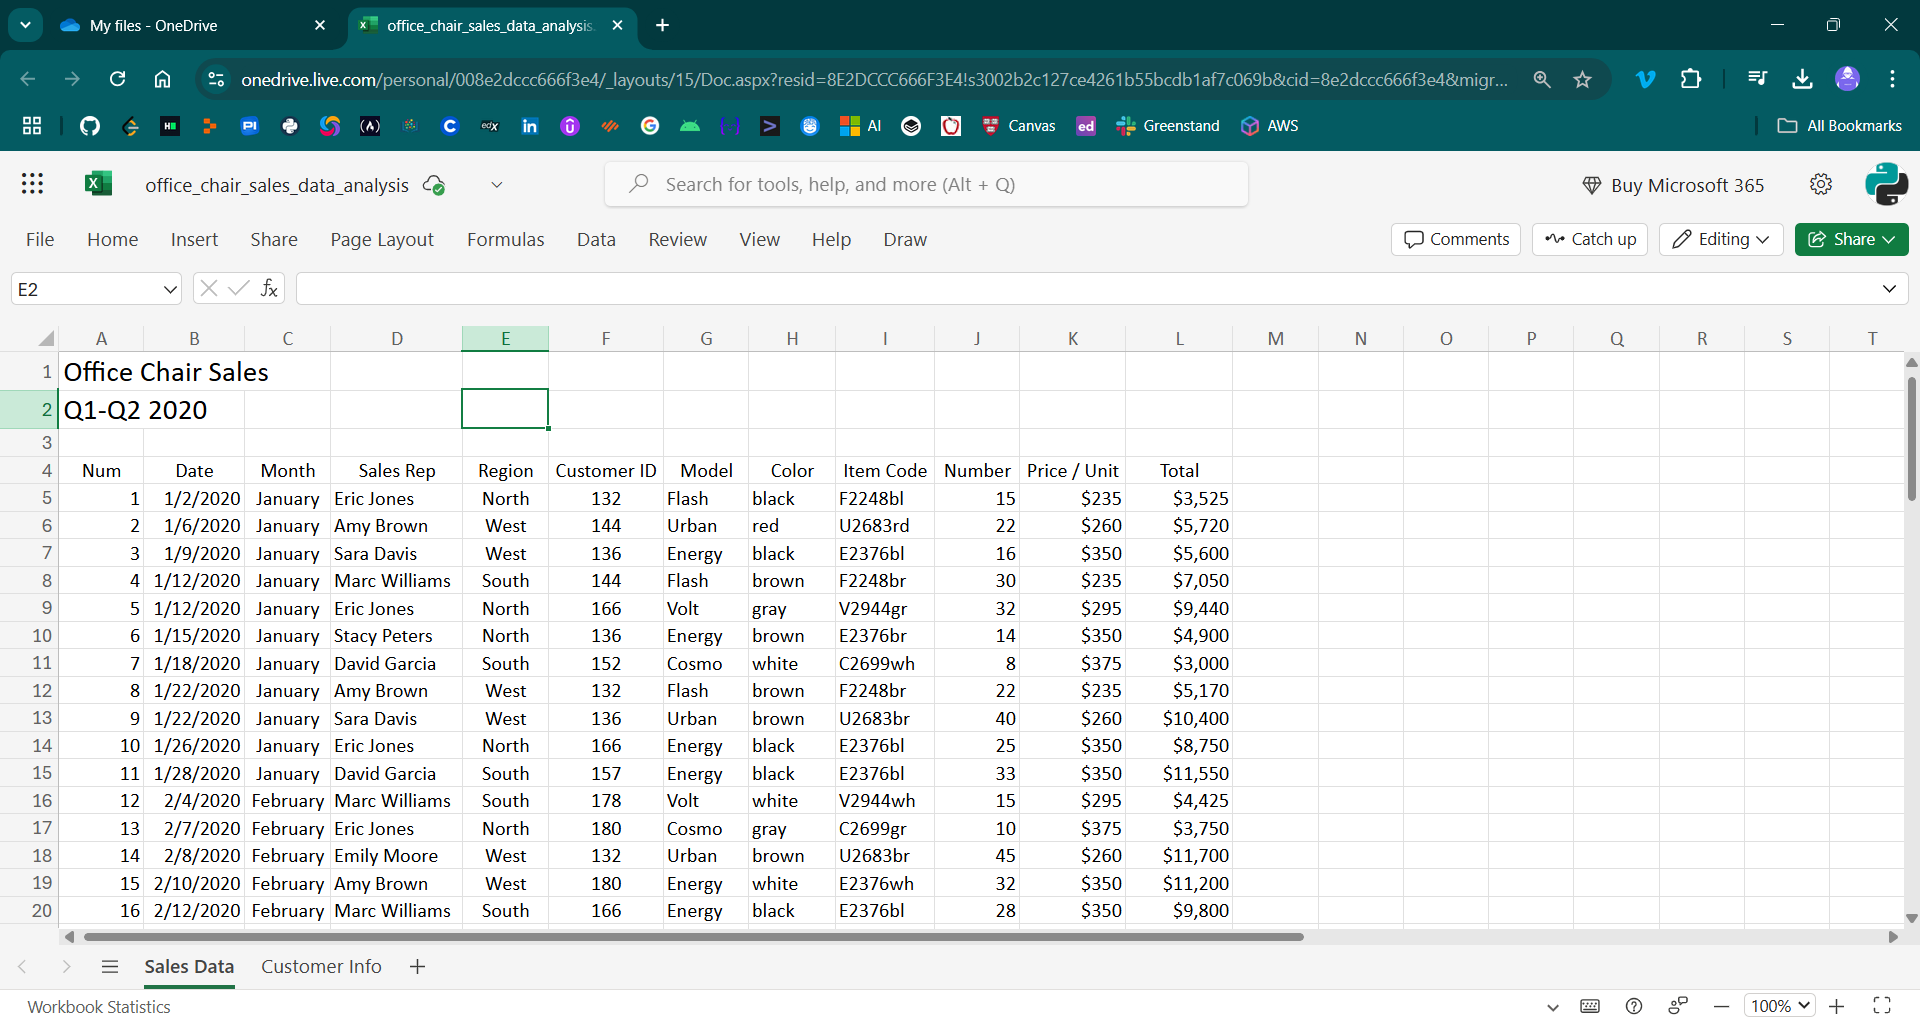 My files - OneDrive
office_chair_sales_data_analysis.
onedrive.live.com/personal/008e2dccc666f3e4/_layouts/15/Doc.aspx?resid=8E2DCCC666F3E4!s3002b2c127ce4261b55bcdb1af7c069b&cid=8e2dccc666f3e4&migr...
PI edX in AI Canvas ed Greenstand AWS All Bookmarks
office_chair_sales_data_analysis Search for tools, help, and more (Alt + Q) Buy Microsoft 365
File Home Insert Share Page Layout Formulas Data Review View Help Draw Comments Catch up Editing Share
E2 fx
A B C D E F G H I J K L M N O P Q R S T
1 Office Chair Sales
2 Q1-Q2 2020
3
4 Num Date Month Sales Rep Region Customer ID Model Color Item Code Number Price / Unit Total
5 1 1/2/2020 January Eric Jones North 132 Flash black F2248bl 15 $235 $3,525
6 2 1/6/2020 January Amy Brown West 144 Urban red U2683rd 22 $260 $5,720
7 3 1/9/2020 January Sara Davis West 136 Energy black E2376bl 16 $350 $5,600
8 4 1/12/2020 January Marc Williams South 144 Flash brown F2248br 30 $235 $7,050
9 5 1/12/2020 January Eric Jones North 166 Volt gray V2944gr 32 $295 $9,440
10 6 1/15/2020 January Stacy Peters North 136 Energy brown E2376br 14 $350 $4,900
11 7 1/18/2020 January David Garcia South 152 Cosmo white C2699wh 8 $375 $3,000
12 8 1/22/2020 January Amy Brown West 132 Flash brown F2248br 22 $235 $5,170
13 9 1/22/2020 January Sara Davis West 136 Urban brown U2683br 40 $260 $10,400
14 10 1/26/2020 January Eric Jones North 166 Energy black E2376bl 25 $350 $8,750
15 11 1/28/2020 January David Garcia South 157 Energy black E2376bl 33 $350 $11,550
16 12 2/4/2020 February Marc Williams South 178 Volt white V2944wh 15 $295 $4,425
17 13 2/7/2020 February Eric Jones North 180 Cosmo gray C2699gr 10 $375 $3,750
18 14 2/8/2020 February Emily Moore West 132 Urban brown U2683br 45 $260 $11,700
19 15 2/10/2020 February Amy Brown West 180 Energy white E2376wh 32 $350 $11,200
20 16 2/12/2020 February Marc Williams South 166 Energy black E2376bl 28 $350 $9,800
Sales Data Customer Info
Workbook Statistics 100%